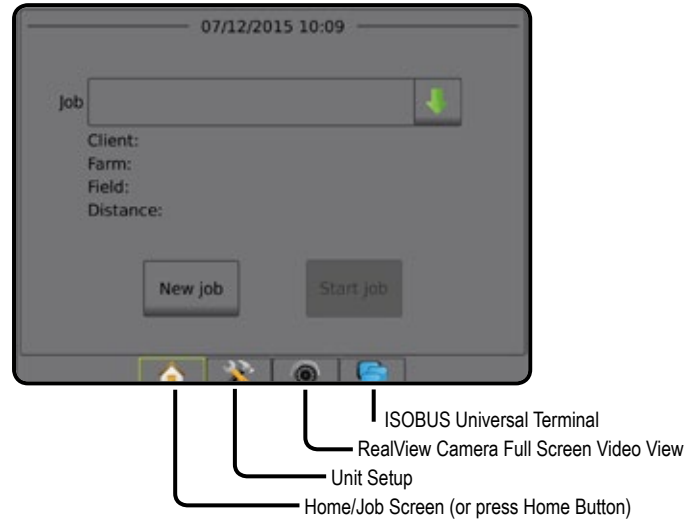 07/12/2015 10:09
Job
Client:
Farm:
Field:
Distance:
New job
Start job
ISOBUS Universal Terminal
RealView Camera Full Screen Video View
Unit Setup
Home/Job Screen (or press Home Button)